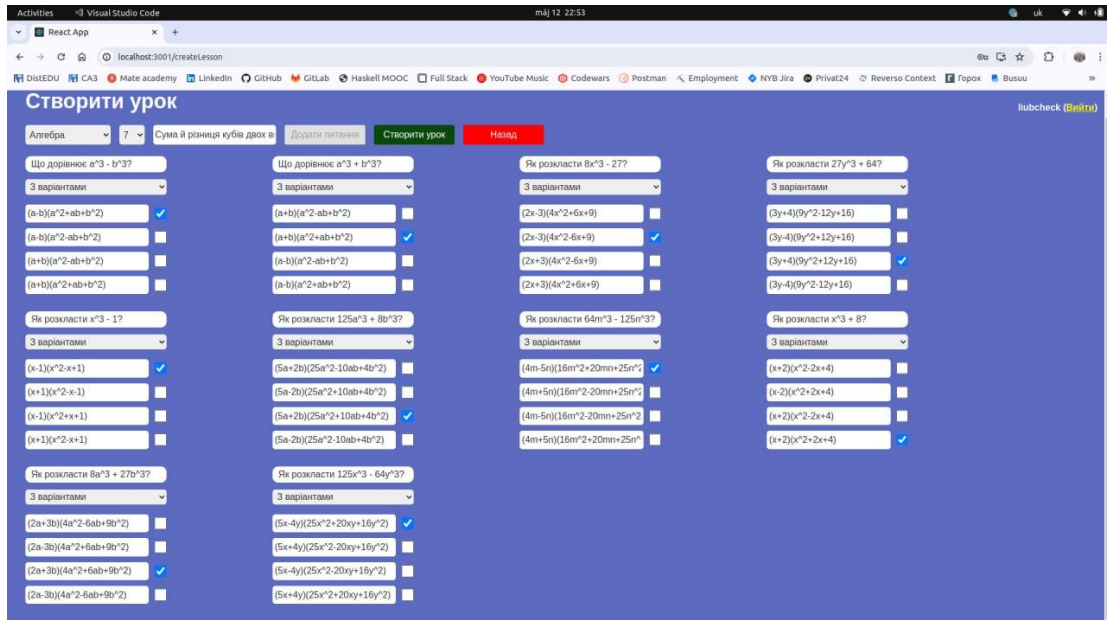 Activities Visual Studio Code máj 12 22:53 uk
React App
localhost:3001/createLesson
DistEDU CA3 Mate academy LinkedIn GitHub GitLab Haskell MOOC Full Stack YouTube Music Codewars Postman Employment NYB Jira Privat24 Reverso Context Горох Busuu
Створити урок
liubcheck (Вийти)
Алгебра 7 Сума й різниця кубів двох в Додати питання Створити урок Назад
Що дорівнює a^3 - b^3? Що дорівнює a^3 + b^3? Як розкласти 8x^3 - 27? Як розкласти 27y^3 + 64?
З варіантами З варіантами З варіантами З варіантами
(a-b)(a^2+ab+b^2) (a+b)(a^2-ab+b^2) (2x-3)(4x^2+6x+9) (3y+4)(9y^2-12y+16)
(a-b)(a^2-ab+b^2) (a+b)(a^2+ab+b^2) (2x-3)(4x^2-6x+9) (3y-4)(9y^2+12y+16)
(a+b)(a^2-ab+b^2) (a-b)(a^2-ab+b^2) (2x+3)(4x^2-6x+9) (3y+4)(9y^2+12y+16)
(a+b)(a^2+ab+b^2) (a-b)(a^2+ab+b^2) (2x+3)(4x^2+6x+9) (3y-4)(9y^2-12y+16)
Як розкласти x^3 - 1? Як розкласти 125a^3 + 8b^3? Як розкласти 64m^3 - 125n^3? Як розкласти x^3 + 8?
З варіантами З варіантами З варіантами З варіантами
(x-1)(x^2-x+1) (5a+2b)(25a^2-10ab+4b^2) (4m-5n)(16m^2+20mn+25n^2 (x+2)(x^2-2x+4)
(x+1)(x^2-x-1) (5a-2b)(25a^2+10ab+4b^2) (4m+5n)(16m^2-20mn+25n^2 (x-2)(x^2+2x+4)
(x-1)(x^2+x+1) (5a+2b)(25a^2+10ab+4b^2) (4m-5n)(16m^2-20mn+25n^2 (x+2)(x^2-2x+4)
(x+1)(x^2-x+1) (5a-2b)(25a^2-10ab+4b^2) (4m+5n)(16m^2+20mn+25n^ (x+2)(x^2+2x+4)
Як розкласти 8a^3 + 27b^3? Як розкласти 125x^3 - 64y^3?
З варіантами З варіантами
(2a+3b)(4a^2-6ab+9b^2) (5x-4y)(25x^2+20xy+16y^2)
(2a-3b)(4a^2+6ab+9b^2) (5x+4y)(25x^2-20xy+16y^2)
(2a+3b)(4a^2+6ab+9b^2) (5x-4y)(25x^2-20xy+16y^2)
(2a-3b)(4a^2-6ab+9b^2) (5x+4y)(25x^2+20xy+16y^2)